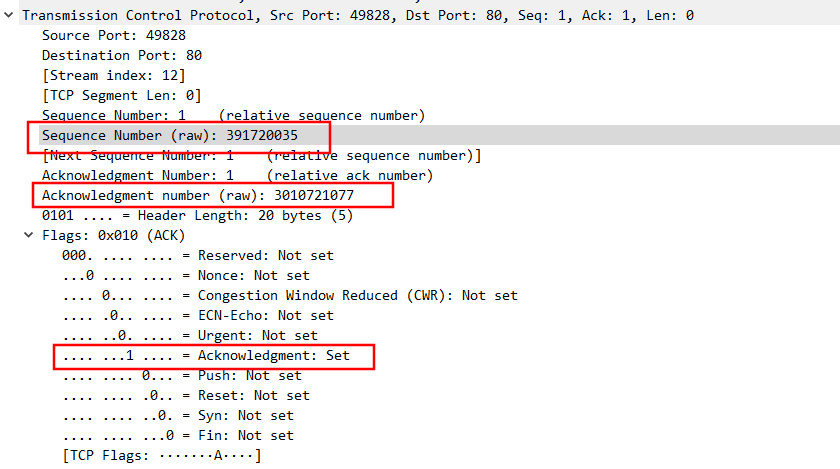 Transmission Control Protocol, Src Port: 49828, Dst Port: 80, Seq: 1, Ack: 1, Len: 0
Source Port: 49828
Destination Port: 80
[Stream index: 12]
[TCP Segment Len: 0]
Sequence Number: 1    (relative sequence number)
Sequence Number (raw): 391720035
[Next Sequence Number: 1    (relative sequence number)]
Acknowledgment Number: 1    (relative ack number)
Acknowledgment number (raw): 3010721077
0101 .... = Header Length: 20 bytes (5)
Flags: 0x010 (ACK)
000. .... .... = Reserved: Not set
...0 .... .... = Nonce: Not set
.... 0... .... = Congestion Window Reduced (CWR): Not set
.... .0.. .... = ECN-Echo: Not set
.... ..0. .... = Urgent: Not set
.... ...1 .... = Acknowledgment: Set
.... .... 0... = Push: Not set
.... .... .0.. = Reset: Not set
.... .... ..0. = Syn: Not set
.... .... ...0 = Fin: Not set
[TCP Flags: ·······A····]